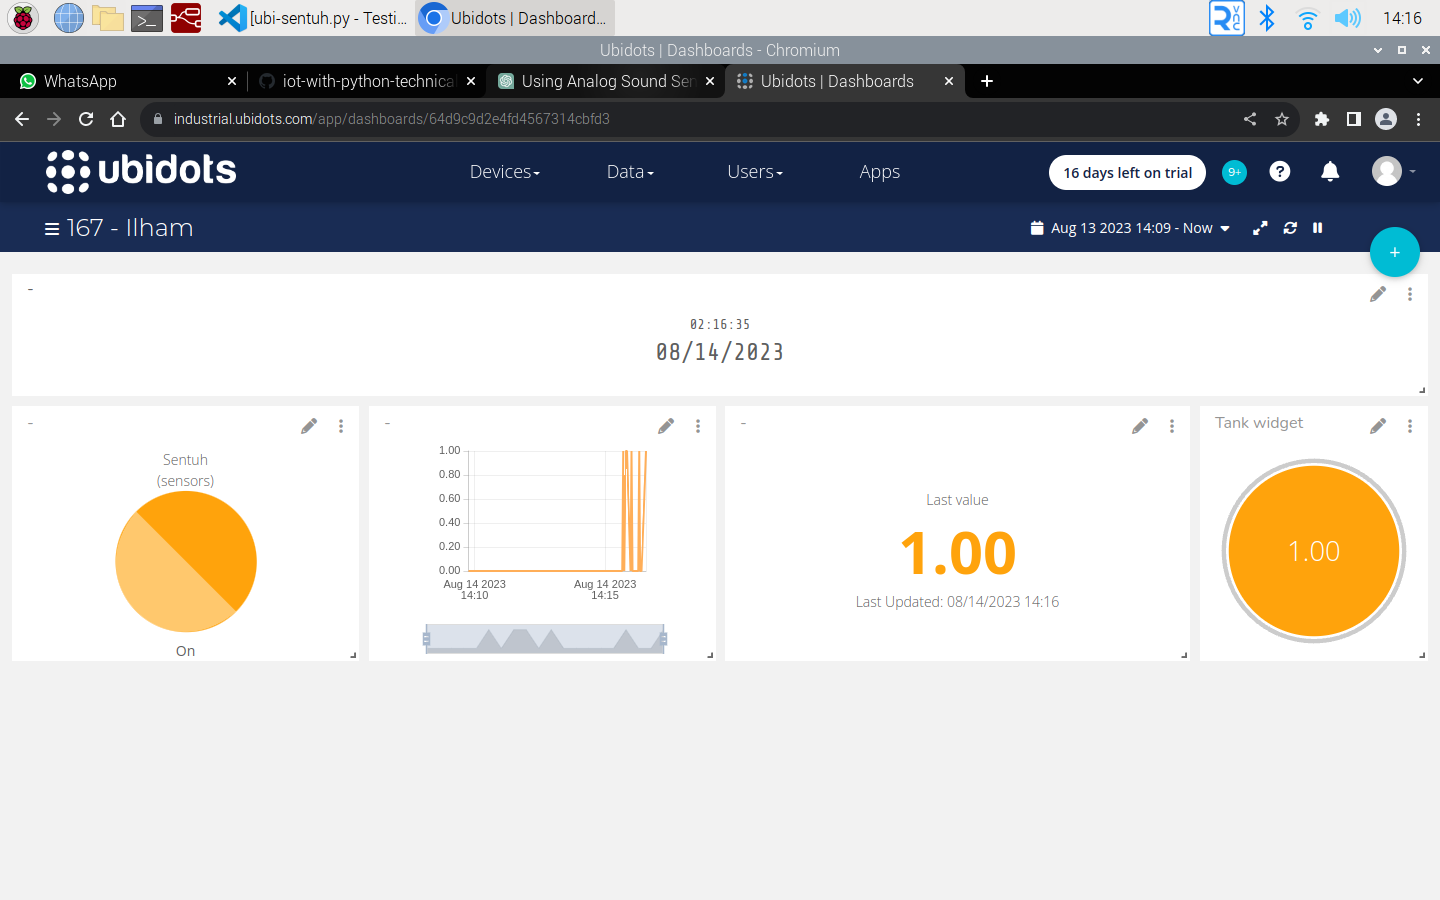 [ubi-sentuh.py - Testi...
Ubidots | Dashboard...
VNC
14:16
Ubidots | Dashboards - Chromium
WhatsApp
iot-with-python-technical
Using Analog Sound Sen
Ubidots | Dashboards
industrial.ubidots.com/app/dashboards/64d9c9d2e4fd4567314cbfd3
ubidots
Devices
Data
Users
Apps
16 days left on trial
9+
?
167 - Ilham
Aug 13 2023 14:09 - Now
+
-
02:16:35
08/14/2023
-
Sentuh
(sensors)
On
-
1.00
0.80
0.60
0.40
0.20
0.00
Aug 14 2023
14:10
Aug 14 2023
14:15
-
Last value
1.00
Last Updated: 08/14/2023 14:16
Tank widget
1.00